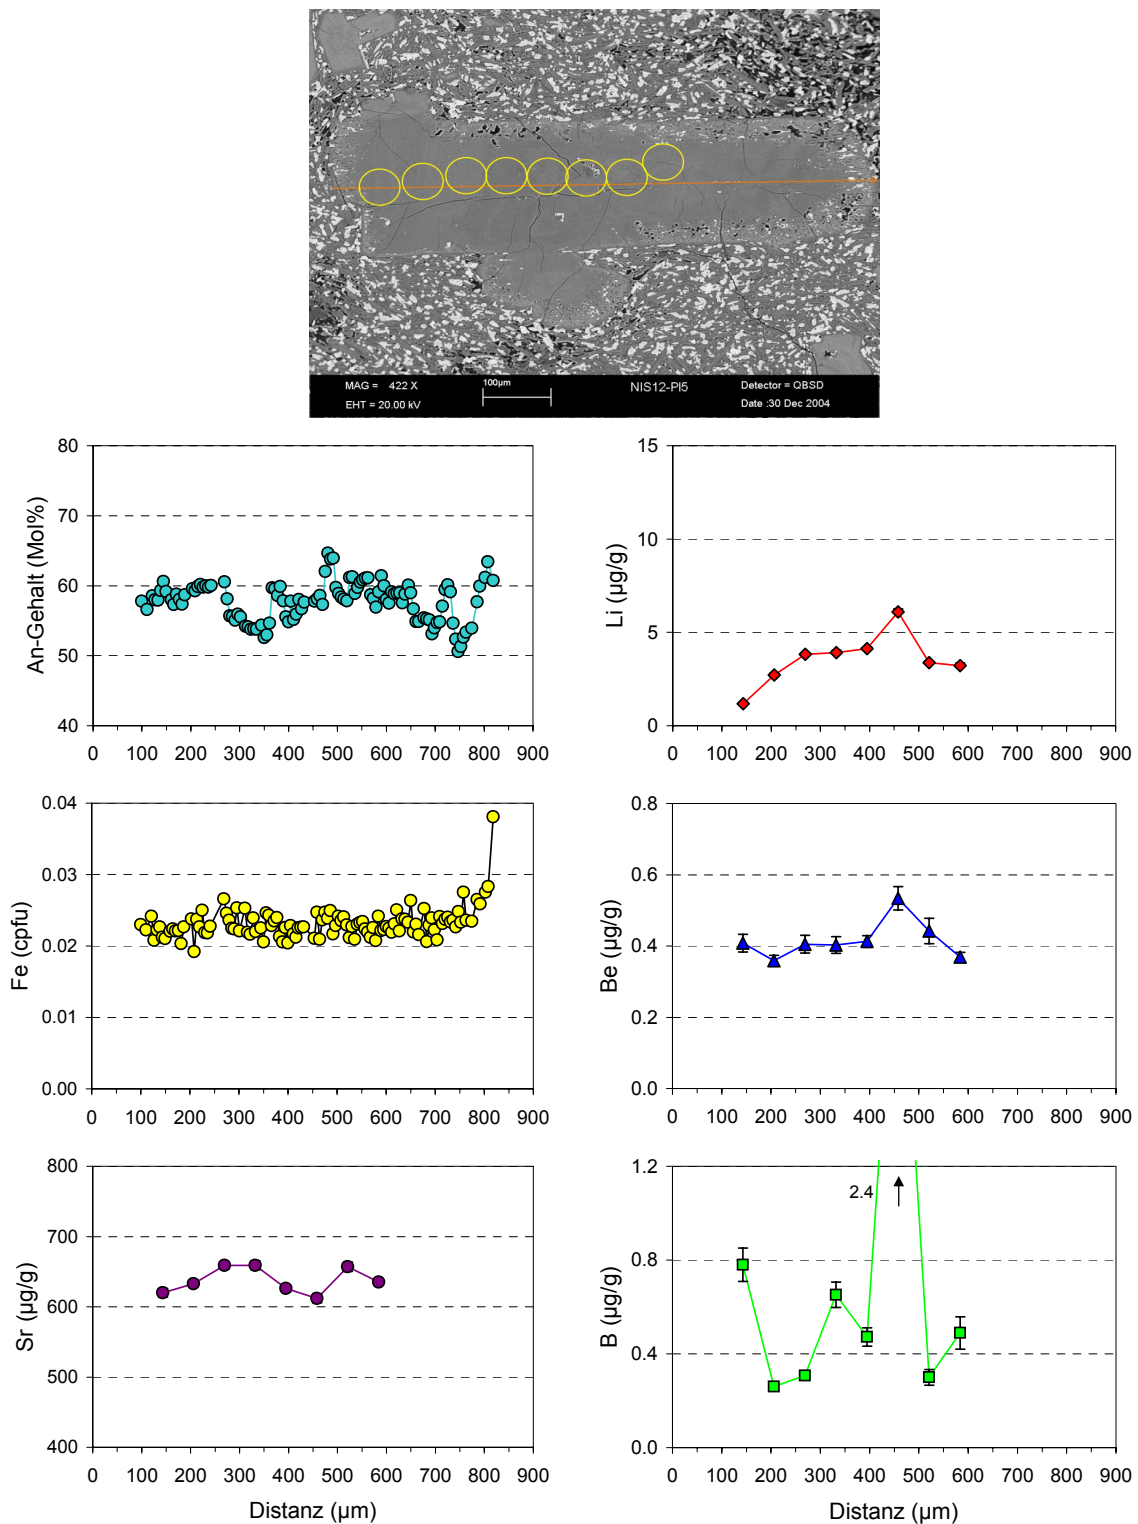 MAG = 422 X
EHT = 20.00 kV
100µm
NIS12-Pl5
Detector = QBSD
Date :30 Dec 2004
An-Gehalt (Mol%)
80
70
60
50
40
0 100 200 300 400 500 600 700 800 900
Li (µg/g)
15
10
5
0
0 100 200 300 400 500 600 700 800 900
Fe (cpfu)
0.04
0.03
0.02
0.01
0.00
0 100 200 300 400 500 600 700 800 900
Be (µg/g)
0.8
0.6
0.4
0.2
0.0
0 100 200 300 400 500 600 700 800 900
Sr (µg/g)
800
700
600
500
400
0 100 200 300 400 500 600 700 800 900
Distanz (µm)
B (µg/g)
1.2
0.8
0.4
0.0
2.4
0 100 200 300 400 500 600 700 800 900
Distanz (µm)